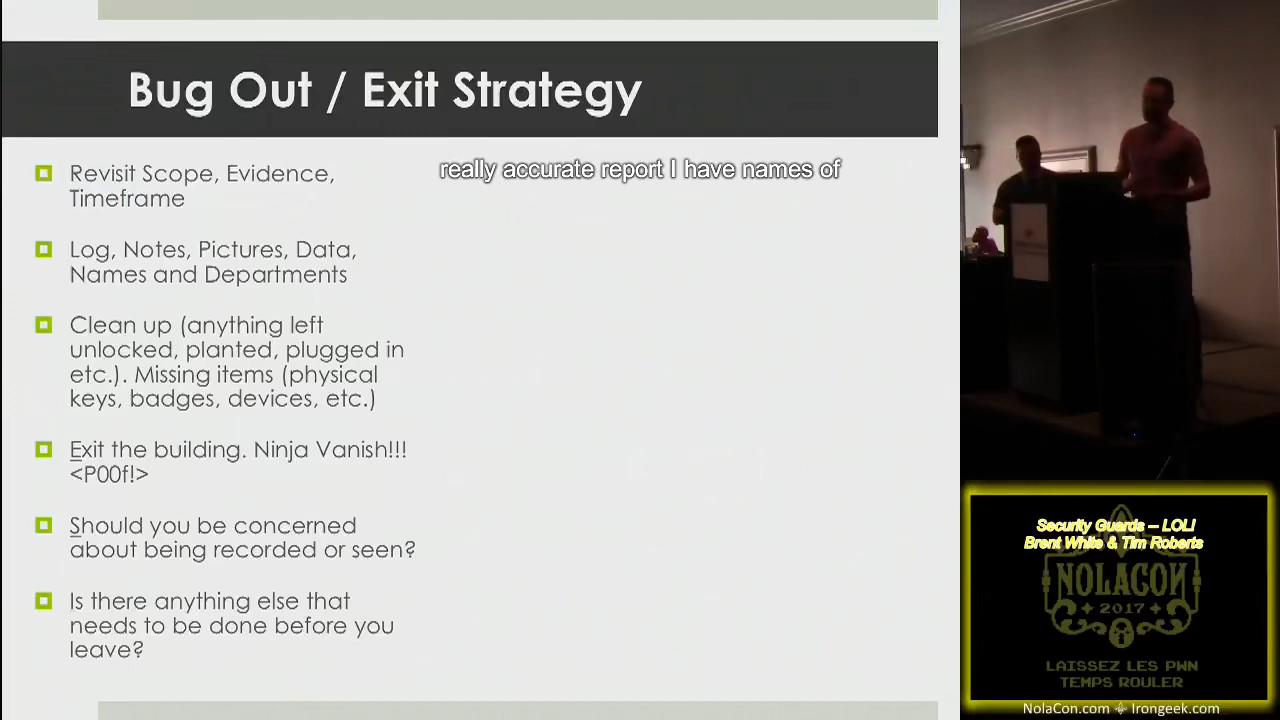 Bug Out / Exit Strategy
Revisit Scope, Evidence,
Timeframe
really accurate report I have names of
Log, Notes, Pictures, Data,
Names and Departments
Clean up (anything left
unlocked, planted, plugged in
etc.). Missing items (physical
keys, badges, devices, etc.)
Exit the building. Ninja Vanish!!!
<P00f!>
Should you be concerned
about being recorded or seen?
Is there anything else that
needs to be done before you
leave?
Security Guards -- LOL!
Brent White & Tim Roberts
NOLACON
2017
LAISSEZ LES PWN
TEMPS ROULER
NolaCon.com Irongeek.com